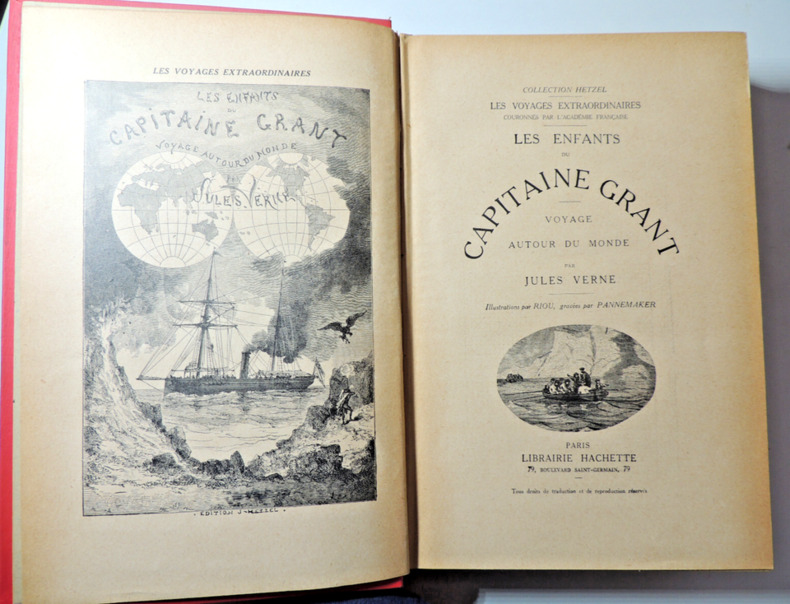 LES VOYAGES EXTRAORDINAIRES
LES ENFANTS
DU
CAPITAINE GRANT
VOYAGE AUTOUR DU MONDE
par
JULES VERNE
· EDITION J-HETZEL ·
COLLECTION HETZEL
LES VOYAGES EXTRAORDINAIRES
COURONNÉS PAR L'ACADÉMIE FRANÇAISE
LES ENFANTS
DU
CAPITAINE GRANT
VOYAGE
AUTOUR DU MONDE
PAR
JULES VERNE
Illustrations par RIOU, gravées par PANNEMAKER
PARIS
LIBRAIRIE HACHETTE
79, BOULEVARD SAINT-GERMAIN, 79
Tous droits de traduction et de reproduction réservés